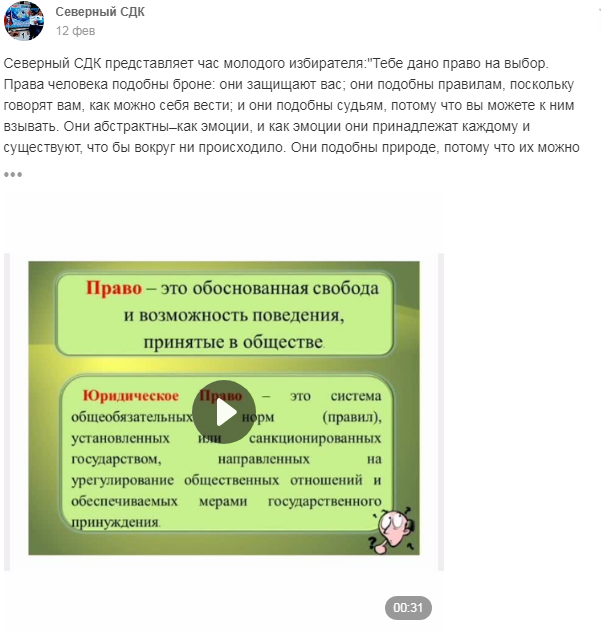 Северный СДК
12 фев
Северный СДК представляет час молодого избирателя:"Тебе дано право на выбор.
Права человека подобны броне: они защищают вас; они подобны правилам, поскольку
говорят вам, как можно себя вести; и они подобны судьям, потому что вы можете к ним
взывать. Они абстрактны–как эмоции, и как эмоции они принадлежат каждому и
существуют, что бы вокруг ни происходило. Они подобны природе, потому что их можно
•••
Право – это обоснованная свобода
и возможность поведения,
принятые в обществе.
Юридическое Право – это система
общеобязательных норм (правил),
установленных или санкционированных
государством, направленных на
урегулирование общественных отношений и
обеспечиваемых мерами государственного
принуждения.
00:31